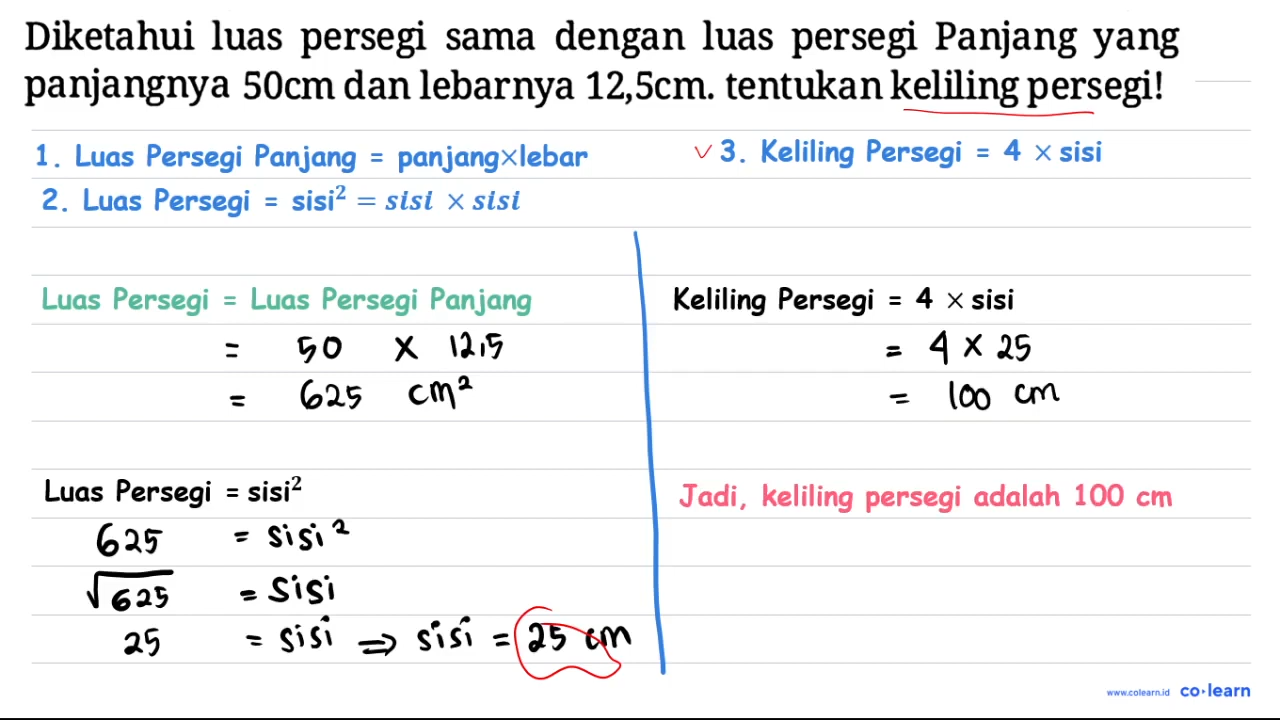 Diketahui luas persegi sama dengan luas persegi Panjang yang
panjangnya 50cm dan lebarnya 12,5cm. tentukan keliling persegi!
1. Luas Persegi Panjang = panjang×lebar
2. Luas Persegi = sisi² = sisi × sisi
✓ 3. Keliling Persegi = 4 × sisi
Luas Persegi = Luas Persegi Panjang
= 50 × 12,5
= 625 cm²
Luas Persegi = sisi²
625 = sisi²
√625 = sisi
25 = sisi ⇒ sisi = 25 cm
Keliling Persegi = 4 × sisi
= 4 × 25
= 100 cm
Jadi, keliling persegi adalah 100 cm
www.colearn.id co·learn